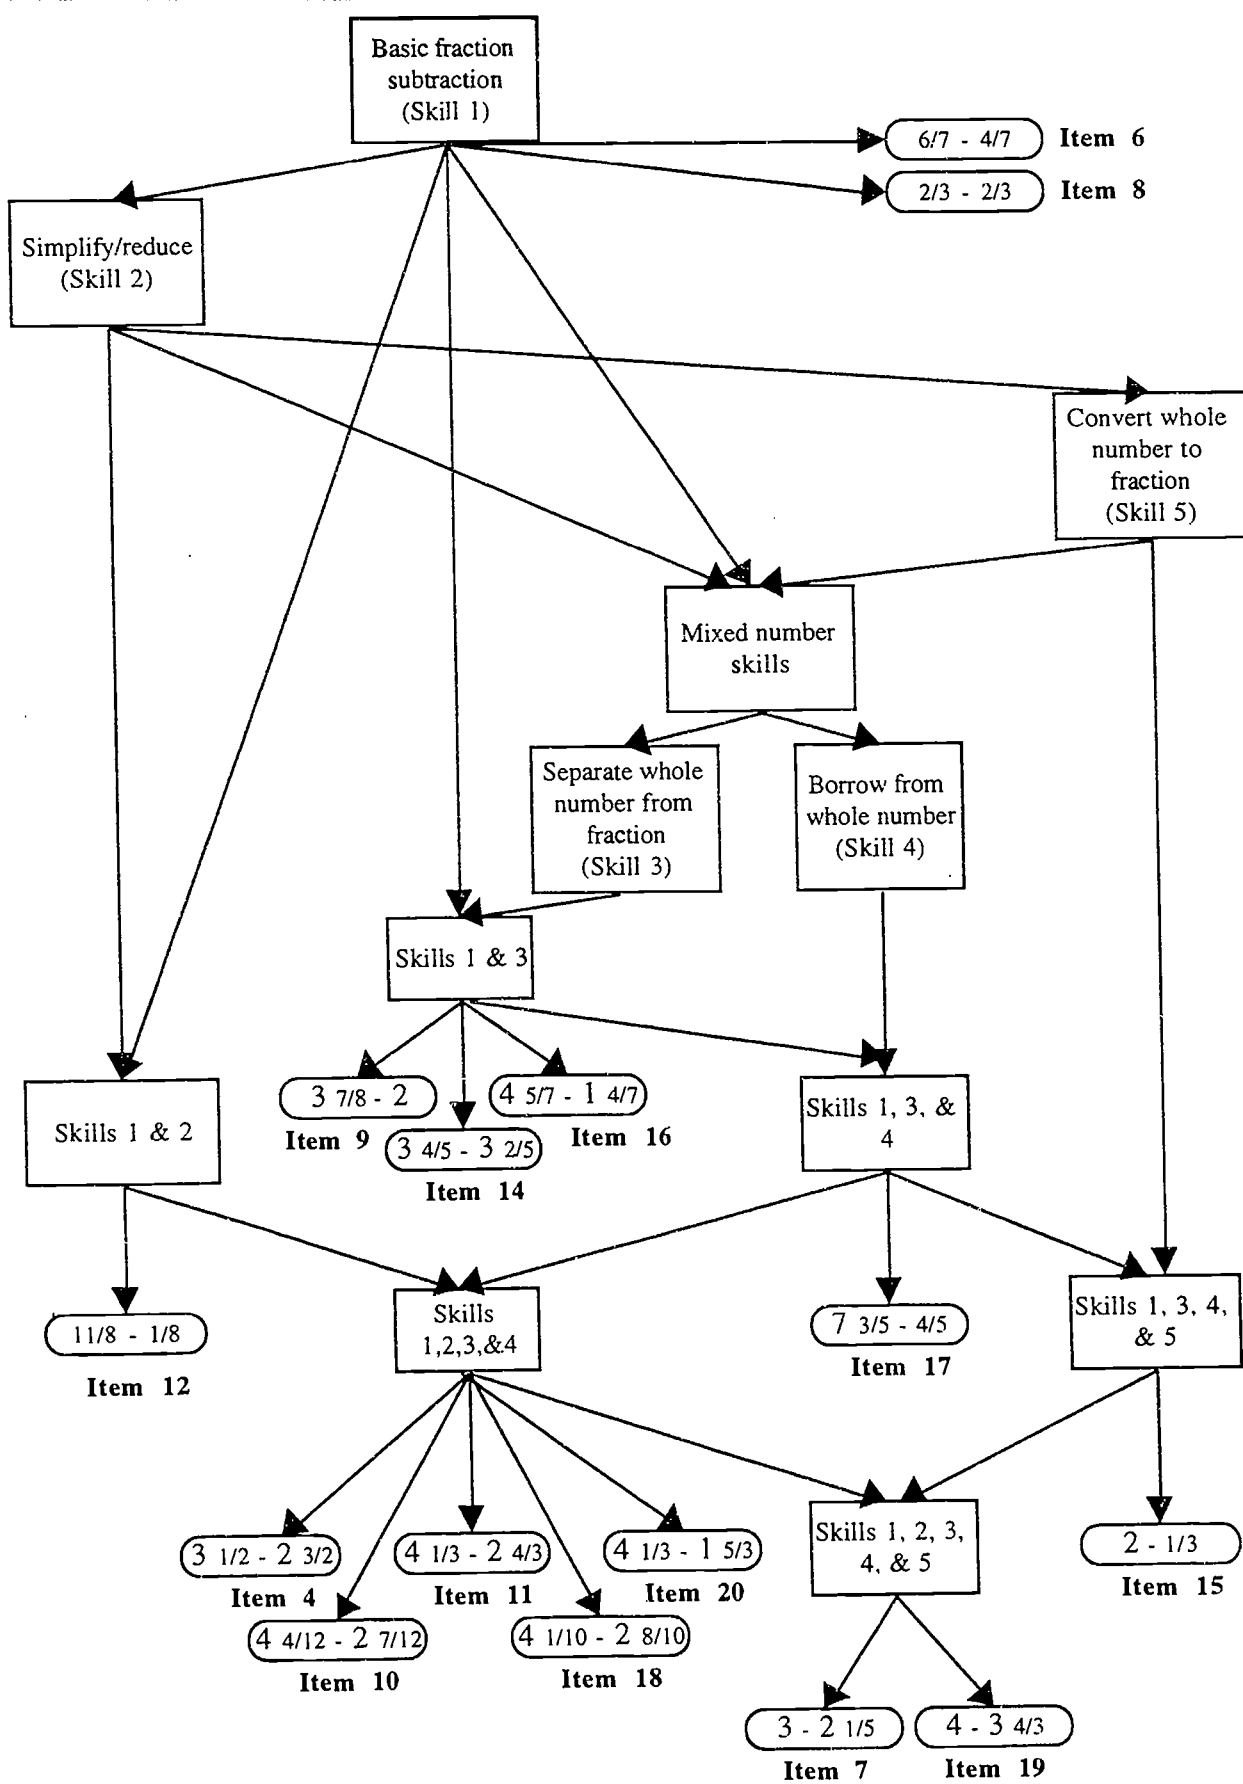 Basic fraction
subtraction
(Skill 1)
6/7 - 4/7 Item 6
2/3 - 2/3 Item 8
Simplify/reduce
(Skill 2)
Convert whole
number to
fraction
(Skill 5)
Mixed number
skills
Separate whole
number from
fraction
(Skill 3)
Borrow from
whole number
(Skill 4)
Skills 1 & 3
3 7/8 - 2
Item 9
4 5/7 - 1 4/7
Item 16
3 4/5 - 3 2/5
Item 14
Skills 1 & 2
Skills 1, 3, &
4
11/8 - 1/8
Item 12
Skills
1,2,3,&4
7 3/5 - 4/5
Item 17
Skills 1, 3, 4,
& 5
3 1/2 - 2 3/2
Item 4
4 1/3 - 2 4/3
Item 11
4 1/3 - 1 5/3
Item 20
4 4/12 - 2 7/12
Item 10
4 1/10 - 2 8/10
Item 18
Skills 1, 2, 3,
4, & 5
2 - 1/3
Item 15
3 - 2 1/5
Item 7
4 - 3 4/3
Item 19